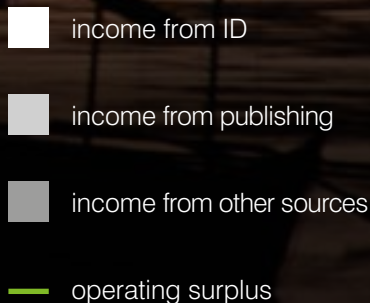 income from ID
income from publishing
income from other sources
operating surplus